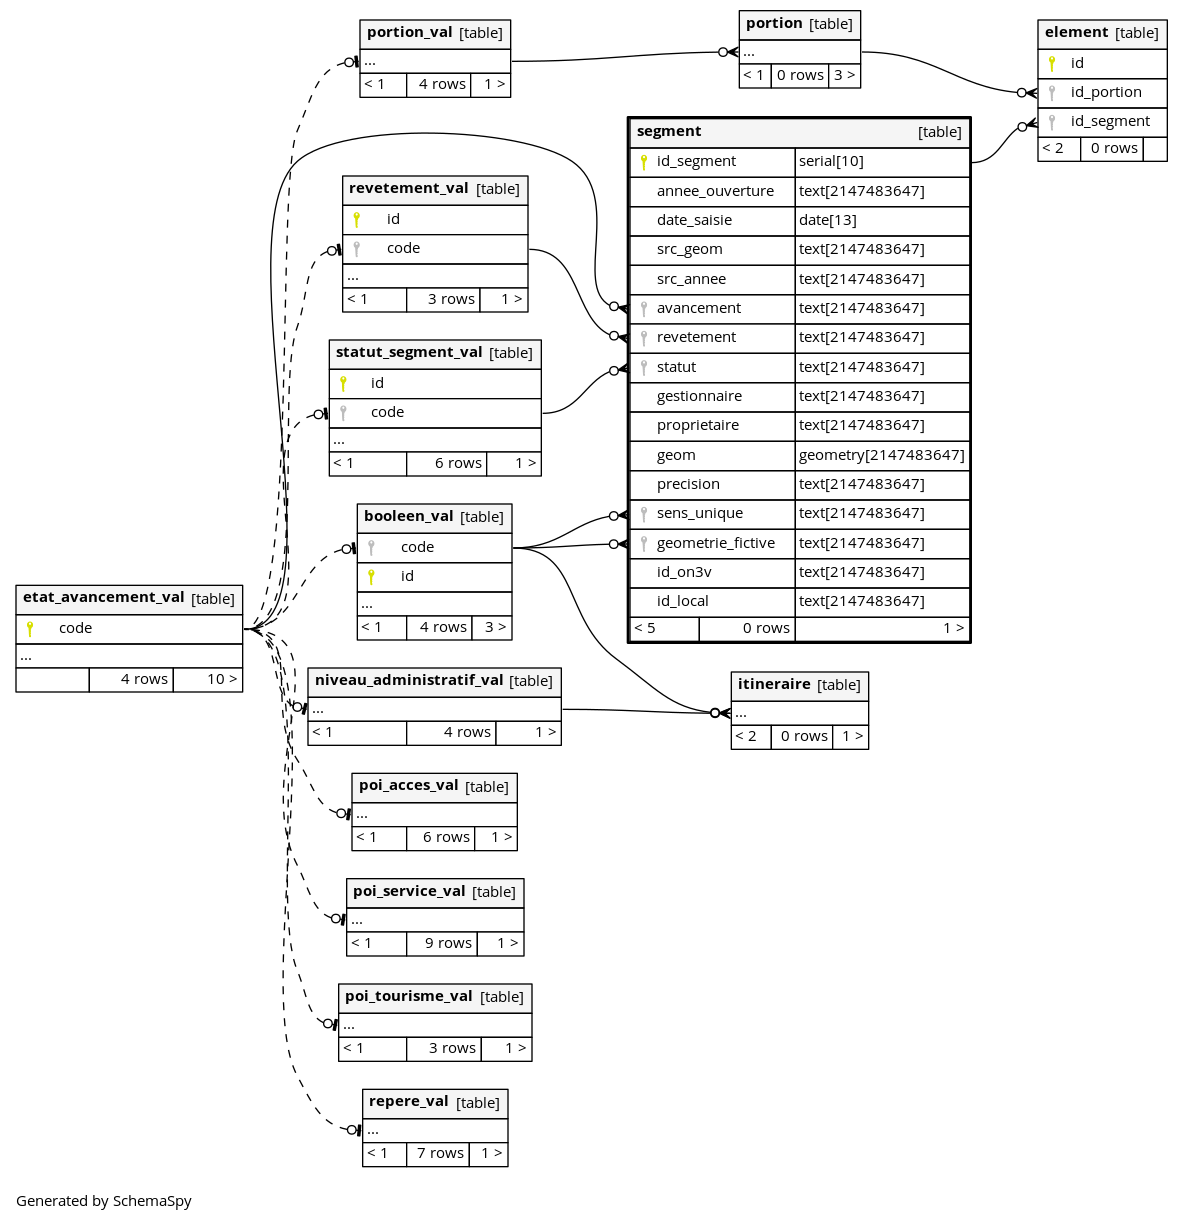 portion_val [table]
...
< 1 4 rows 1 >
portion [table]
...
< 1 0 rows 3 >
element [table]
id
id_portion
id_segment
< 2 0 rows
segment [table]
id_segment serial[10]
annee_ouverture text[2147483647]
date_saisie date[13]
src_geom text[2147483647]
src_annee text[2147483647]
avancement text[2147483647]
revetement text[2147483647]
statut text[2147483647]
gestionnaire text[2147483647]
proprietaire text[2147483647]
geom geometry[2147483647]
precision text[2147483647]
sens_unique text[2147483647]
geometrie_fictive text[2147483647]
id_on3v text[2147483647]
id_local text[2147483647]
< 5 0 rows 1 >
revetement_val [table]
id
code
...
< 1 3 rows 1 >
statut_segment_val [table]
id
code
...
< 1 6 rows 1 >
booleen_val [table]
code
id
...
< 1 4 rows 3 >
etat_avancement_val [table]
code
...
4 rows 10 >
niveau_administratif_val [table]
...
< 1 4 rows 1 >
itineraire [table]
...
< 2 0 rows 1 >
poi_acces_val [table]
...
< 1 6 rows 1 >
poi_service_val [table]
...
< 1 9 rows 1 >
poi_tourisme_val [table]
...
< 1 3 rows 1 >
repere_val [table]
...
< 1 7 rows 1 >
Generated by SchemaSpy